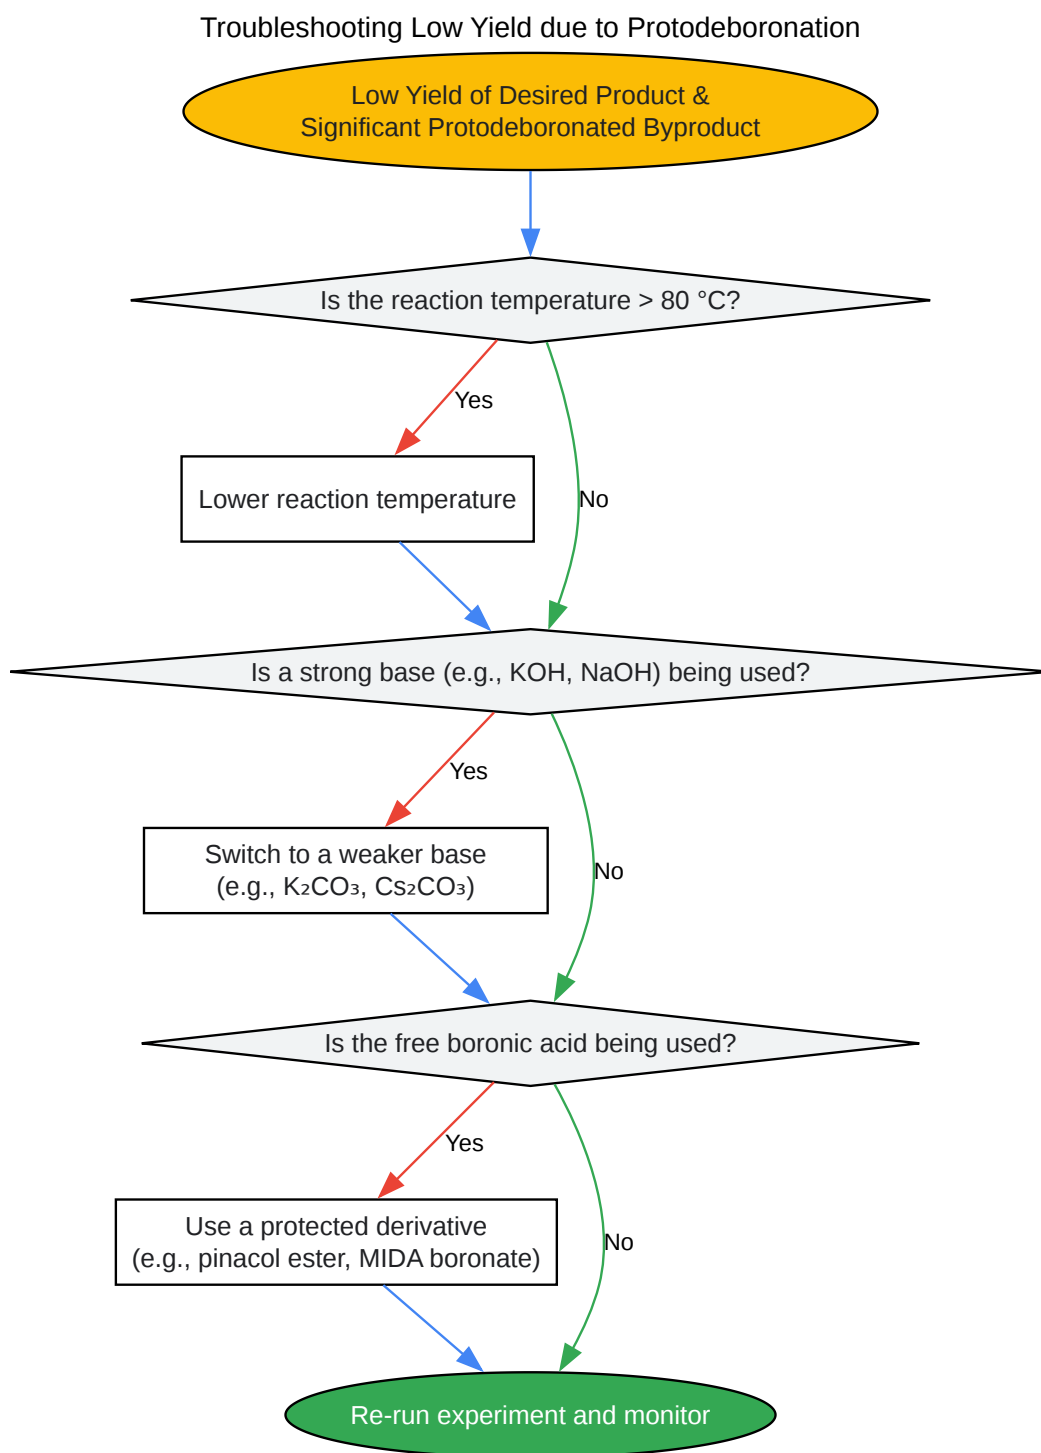 Troubleshooting Low Yield due to Protodeboronation
Low Yield of Desired Product &
Significant Protodeboronated Byproduct
Is the reaction temperature > 80 °C?
Yes
Lower reaction temperature
No
Is a strong base (e.g., KOH, NaOH) being used?
Yes
Switch to a weaker base
(e.g., K₂CO₃, Cs₂CO₃)
No
Is the free boronic acid being used?
Yes
Use a protected derivative
(e.g., pinacol ester, MIDA boronate)
No
Re-run experiment and monitor